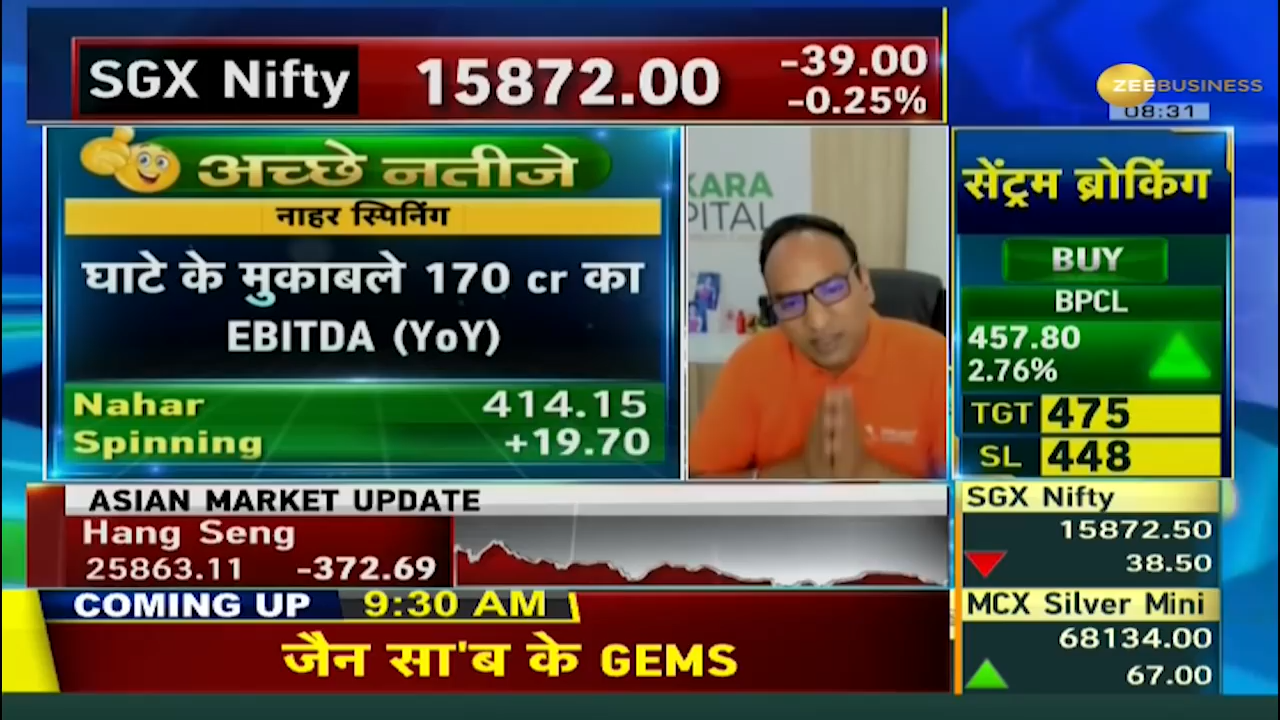 SGX Nifty 15872.00 -39.00
-0.25%
ZEEBUSINESS
08:31
अच्छे नतीजे
नाहर स्पिनिंग
घाटे के मुकाबले 170 cr का
EBITDA (YoY)
Nahar 414.15
Spinning +19.70
KARA
PITAL
सेंट्रम ब्रोकिंग
BUY
BPCL
457.80
2.76%
TGT 475
SL 448
ASIAN MARKET UPDATE
Hang Seng
25863.11 -372.69
SGX Nifty
15872.50
38.50
MCX Silver Mini
68134.00
67.00
COMING UP 9:30 AM
जैन सा'ब के GEMS